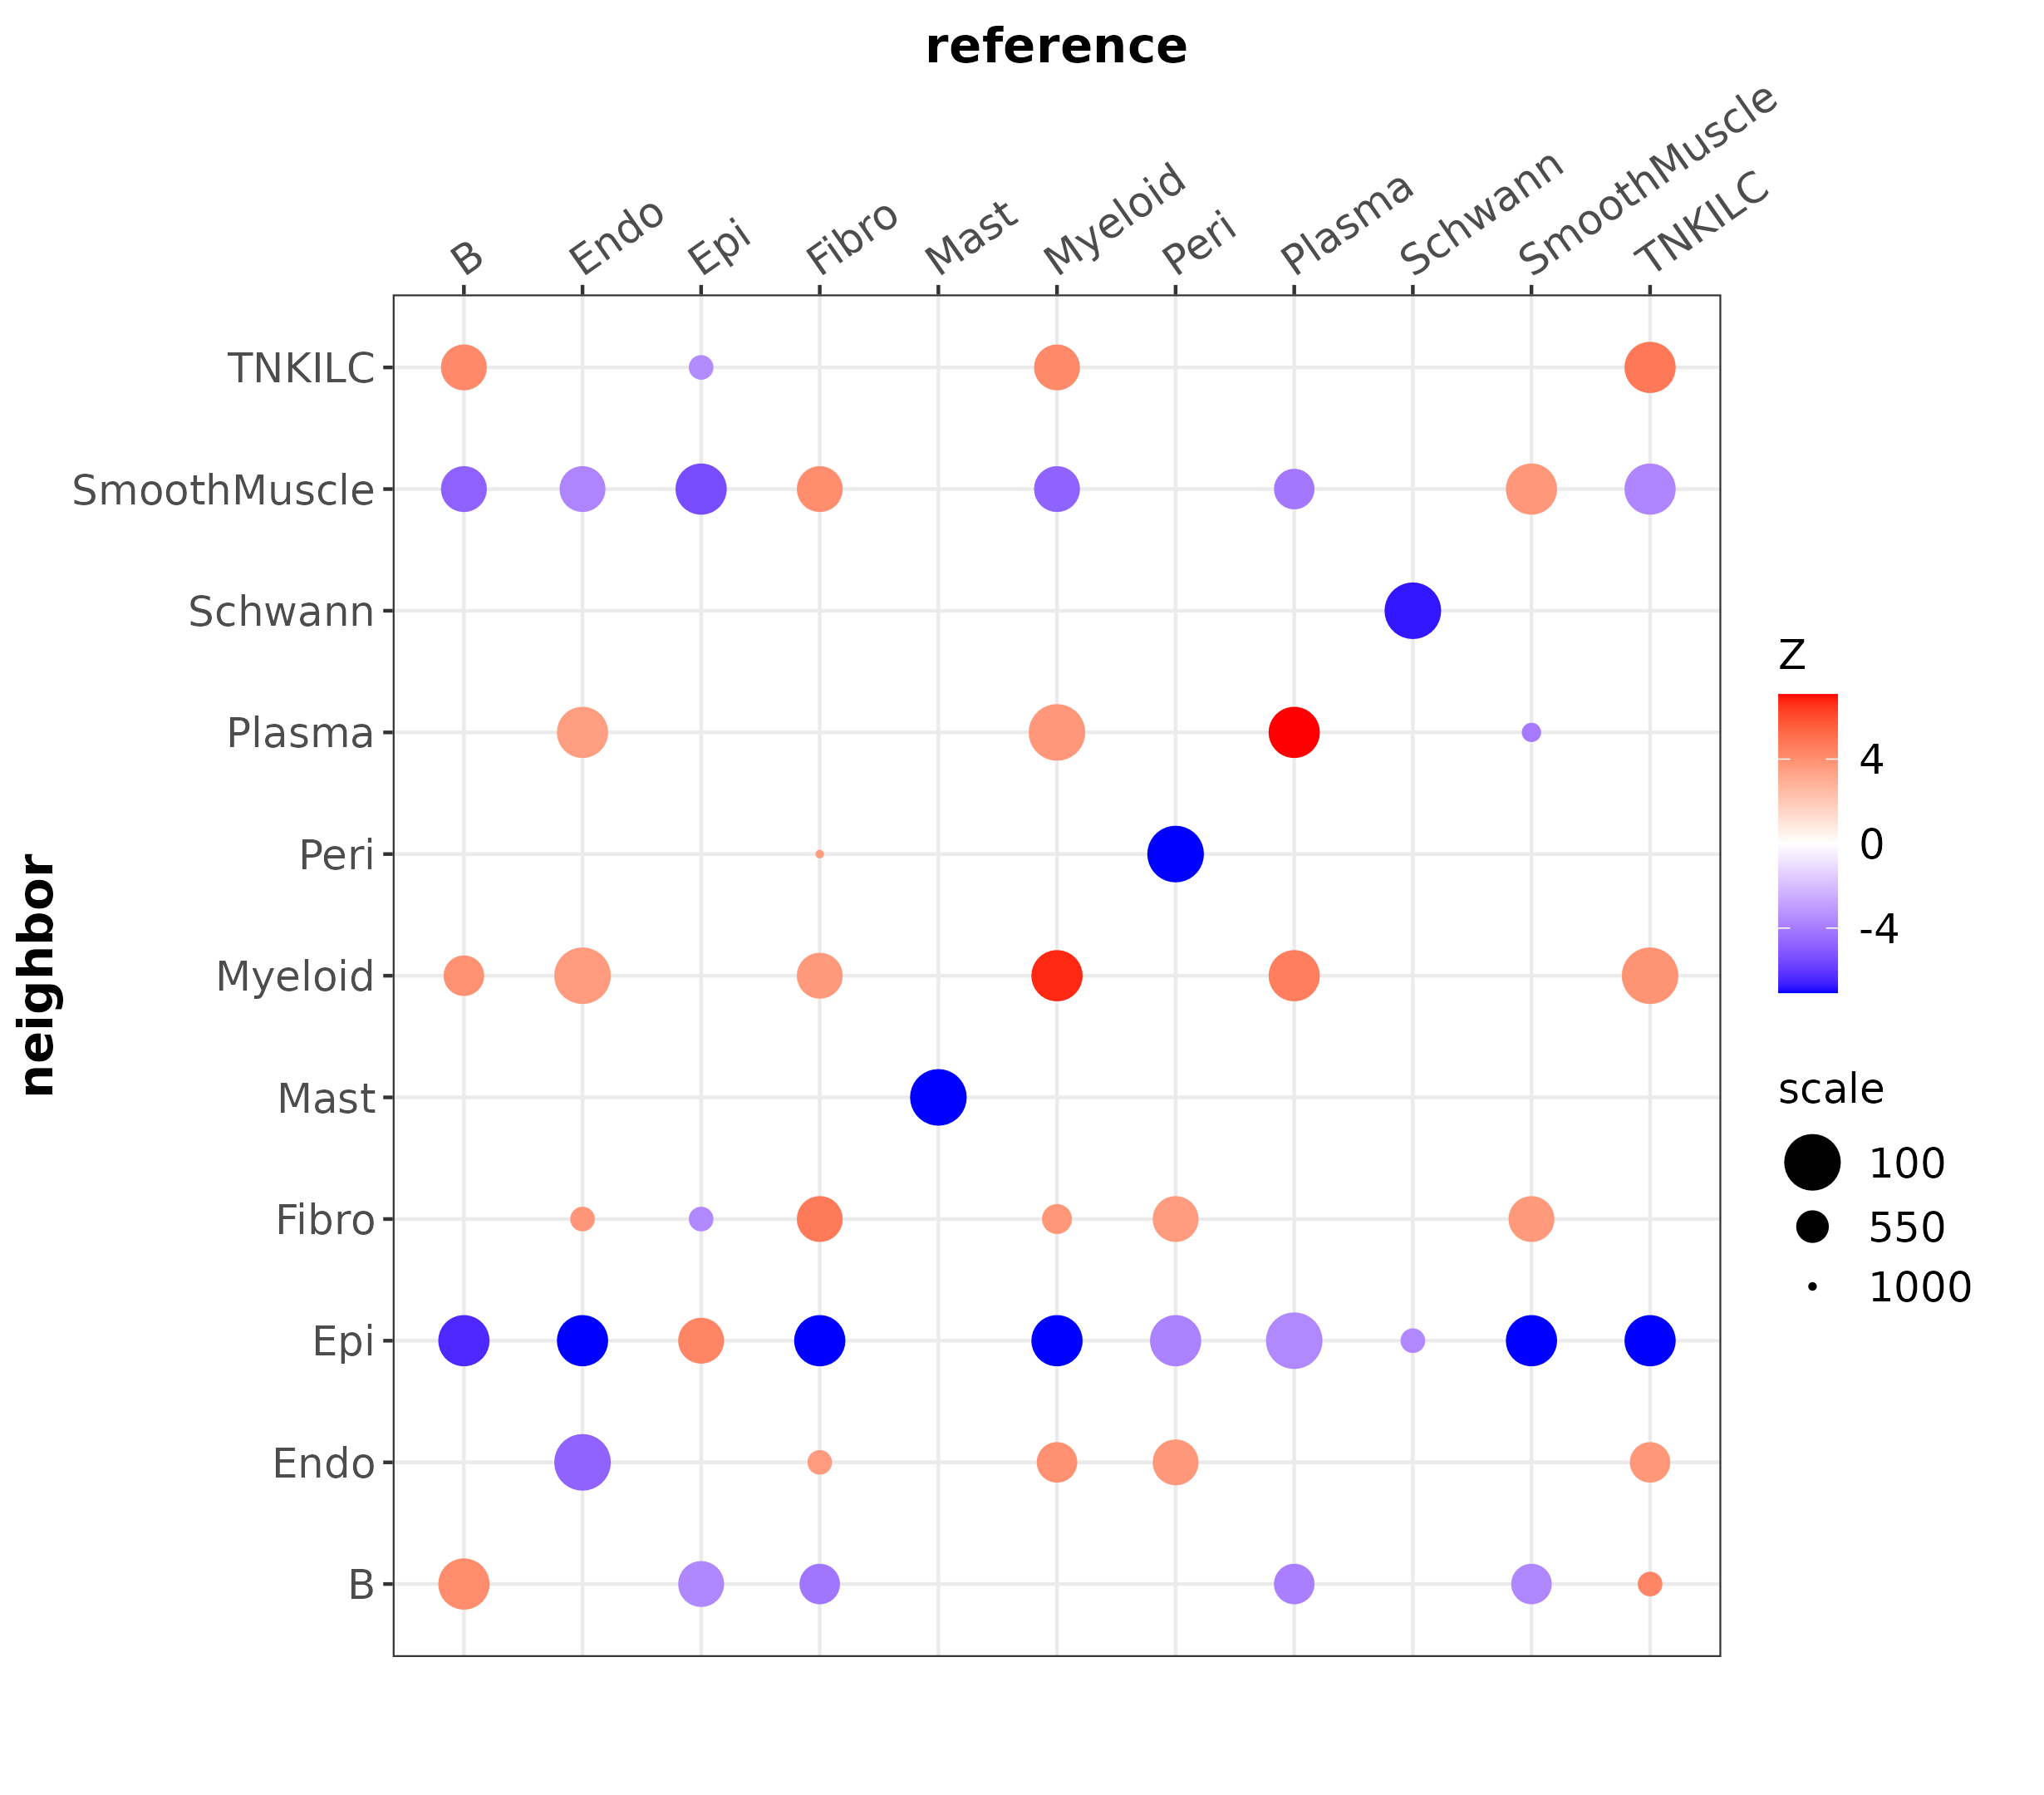 reference
B
Endo
Epi
Fibro
Mast
Myeloid
Peri
Plasma
Schwann
SmoothMuscle
TNKILC
neighbor
TNKILC
SmoothMuscle
Schwann
Plasma
Peri
Myeloid
Mast
Fibro
Epi
Endo
B
Z
4
0
-4
scale
100
550
1000